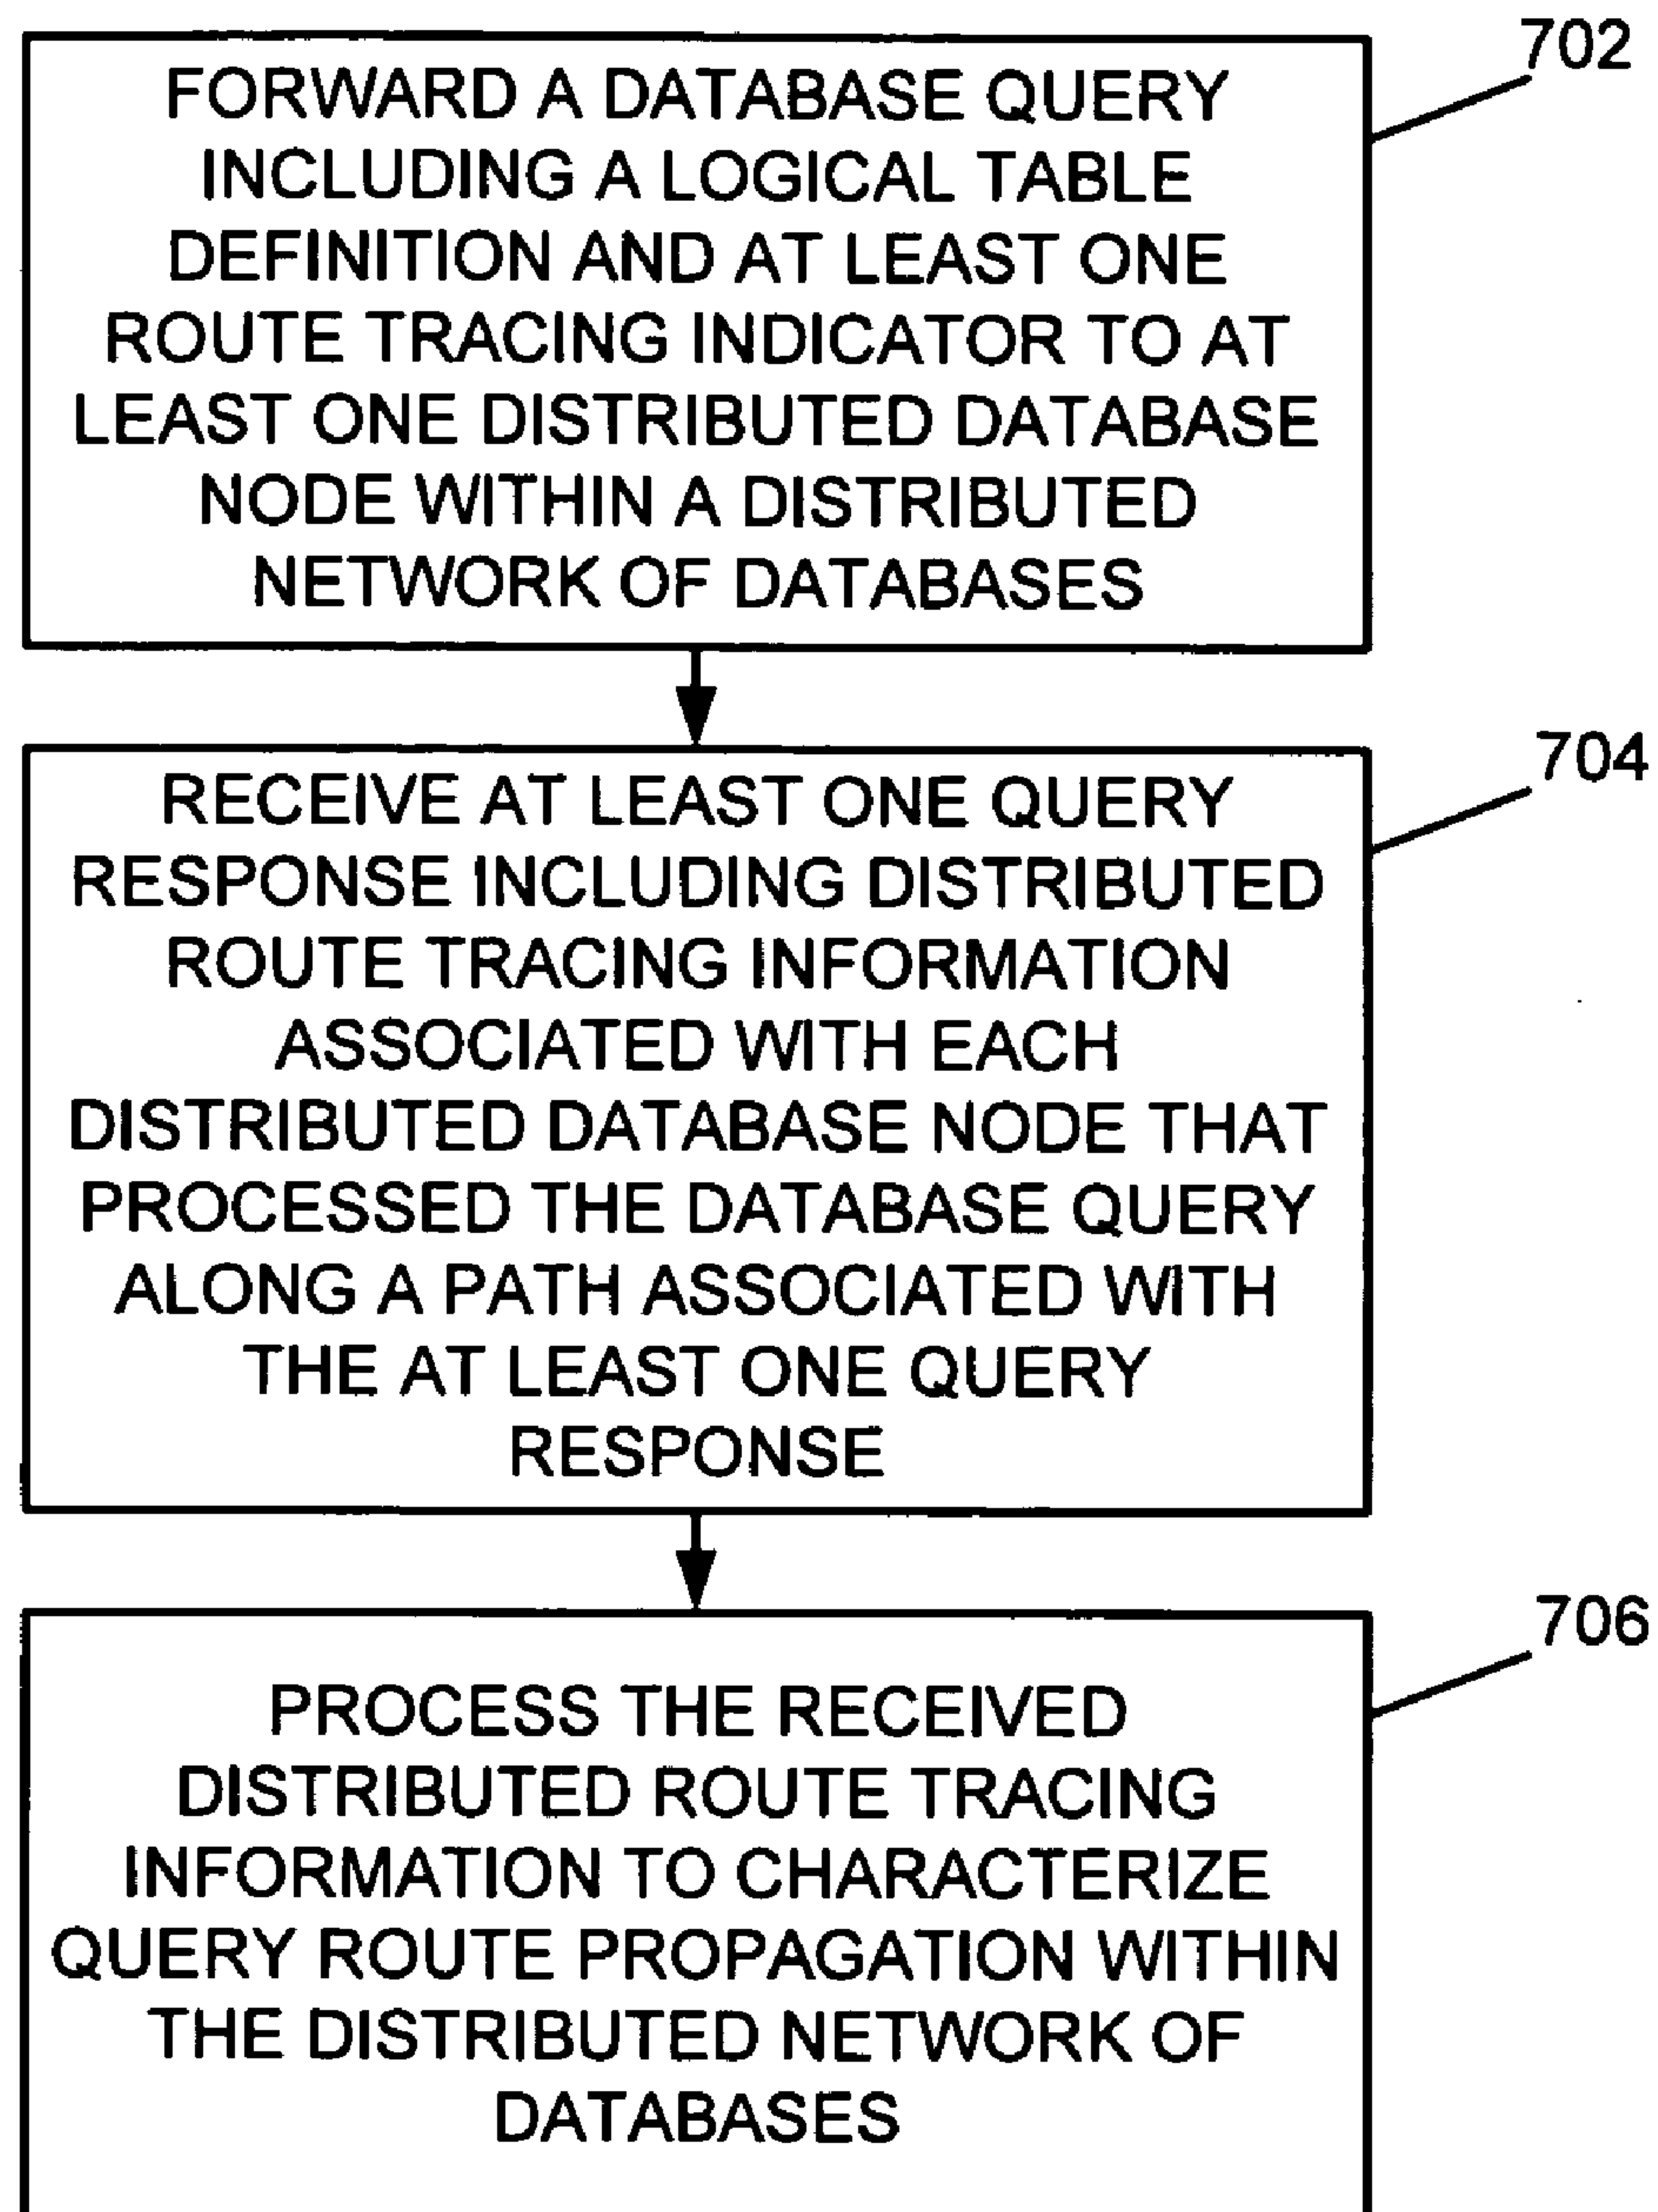 702
FORWARD A DATABASE QUERY
INCLUDING A LOGICAL TABLE
DEFINITION AND AT LEAST ONE
ROUTE TRACING INDICATOR TO AT
LEAST ONE DISTRIBUTED DATABASE
NODE WITHIN A DISTRIBUTED
NETWORK OF DATABASES
704
RECEIVE AT LEAST ONE QUERY
RESPONSE INCLUDING DISTRIBUTED
ROUTE TRACING INFORMATION
ASSOCIATED WITH EACH
DISTRIBUTED DATABASE NODE THAT
PROCESSED THE DATABASE QUERY
ALONG A PATH ASSOCIATED WITH
THE AT LEAST ONE QUERY
RESPONSE
706
PROCESS THE RECEIVED
DISTRIBUTED ROUTE TRACING
INFORMATION TO CHARACTERIZE
QUERY ROUTE PROPAGATION WITHIN
THE DISTRIBUTED NETWORK OF
DATABASES